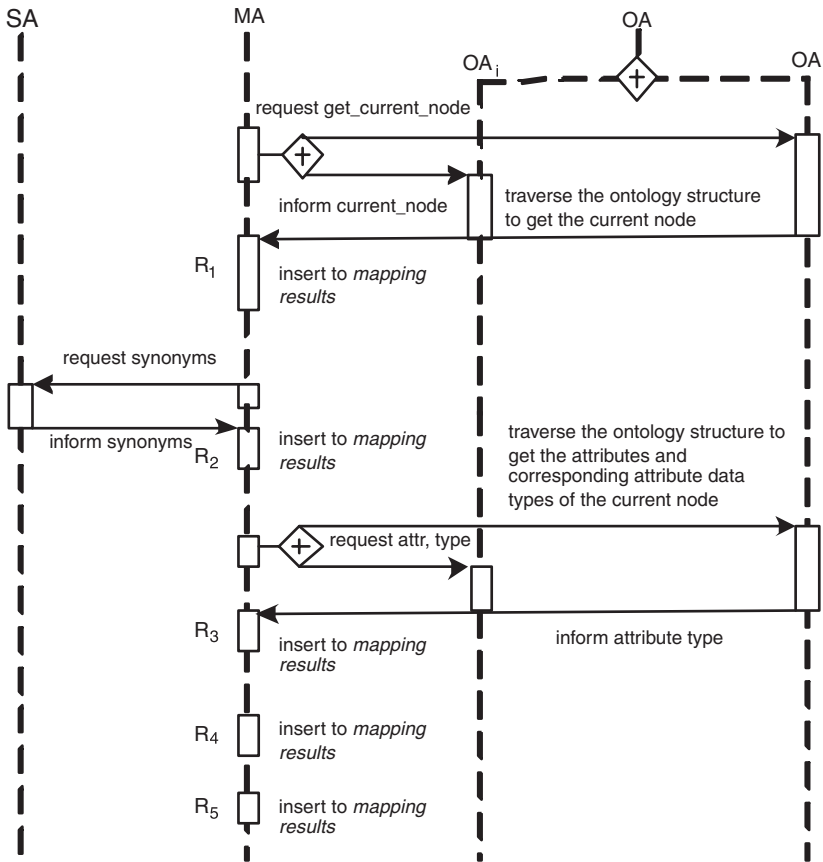 SA
MA
OA
OA i
OA
request get_current_node
inform current_node
traverse the ontology structure
to get the current node
R1
insert to mapping
results
request synonyms
inform synonyms
R2
insert to mapping
results
traverse the ontology structure to
get the attributes and
corresponding attribute data
types of the current node
request attr, type
R3
insert to mapping
results
inform attribute type
R4
insert to mapping
results
R5
insert to mapping
results